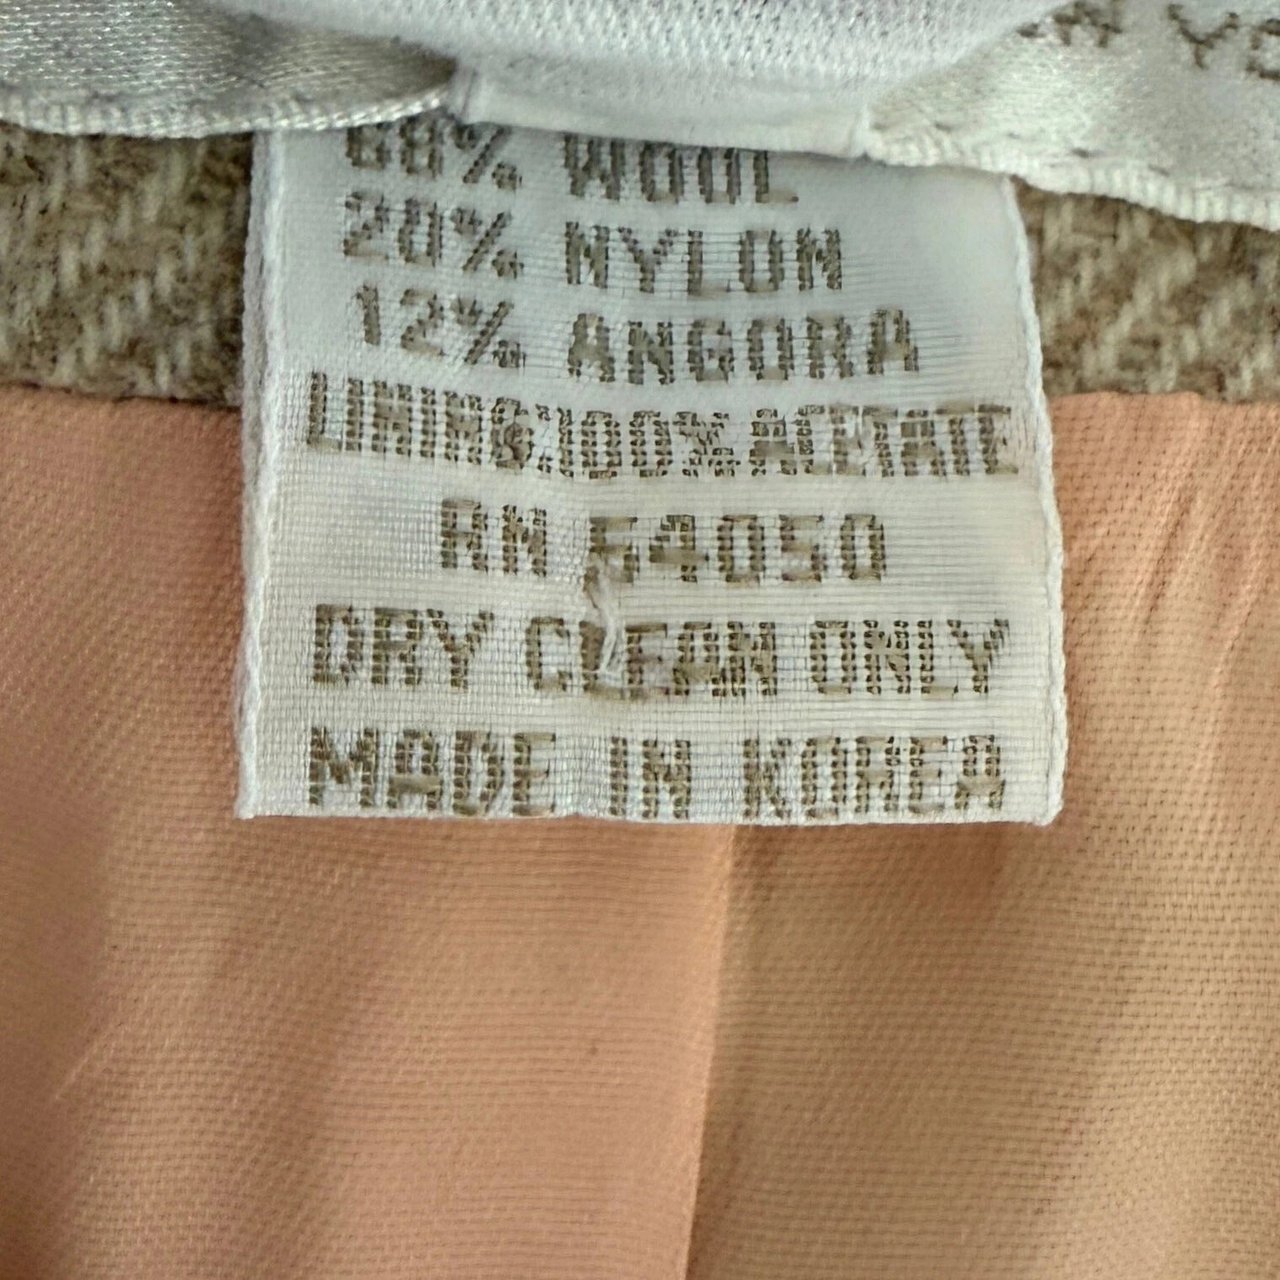 68% WOOL
20% NYLON
12% ANGORA
LINING:100% ACETATE
RN 54050
DRY CLEAN ONLY
MADE IN KOREA